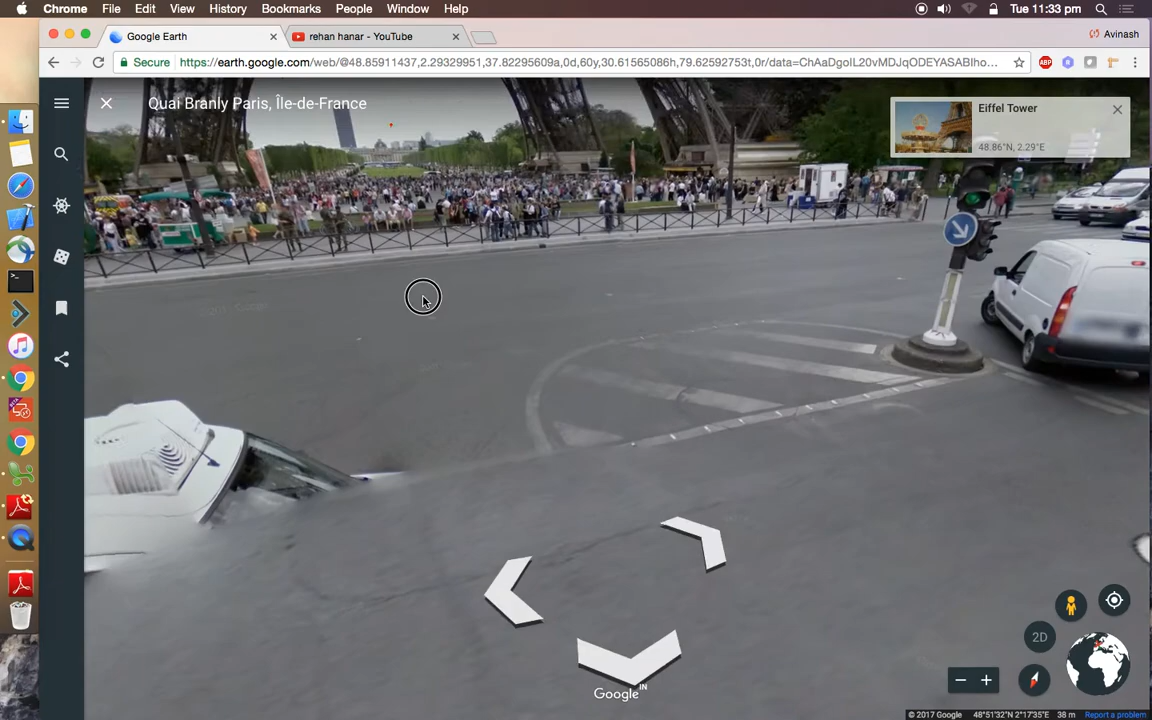 Chrome File Edit View History Bookmarks People Window Help Tue 11:33 pm
Google Earth rehan hanar - YouTube Avinash
Secure https://earth.google.com/web/@48.85911437,2.29329951,37.82295609a,0d,60y,30.61565086h,79.62592753t,0r/data=ChAaDgoIL20vMDJqODEYASABIho... ABP
Quai Branly Paris, Île-de-France
Eiffel Tower
48.86°N, 2.29°E
2D
Google IN
© 2017 Google 48°51'32"N 2°17'35"E 38 m Report a problem